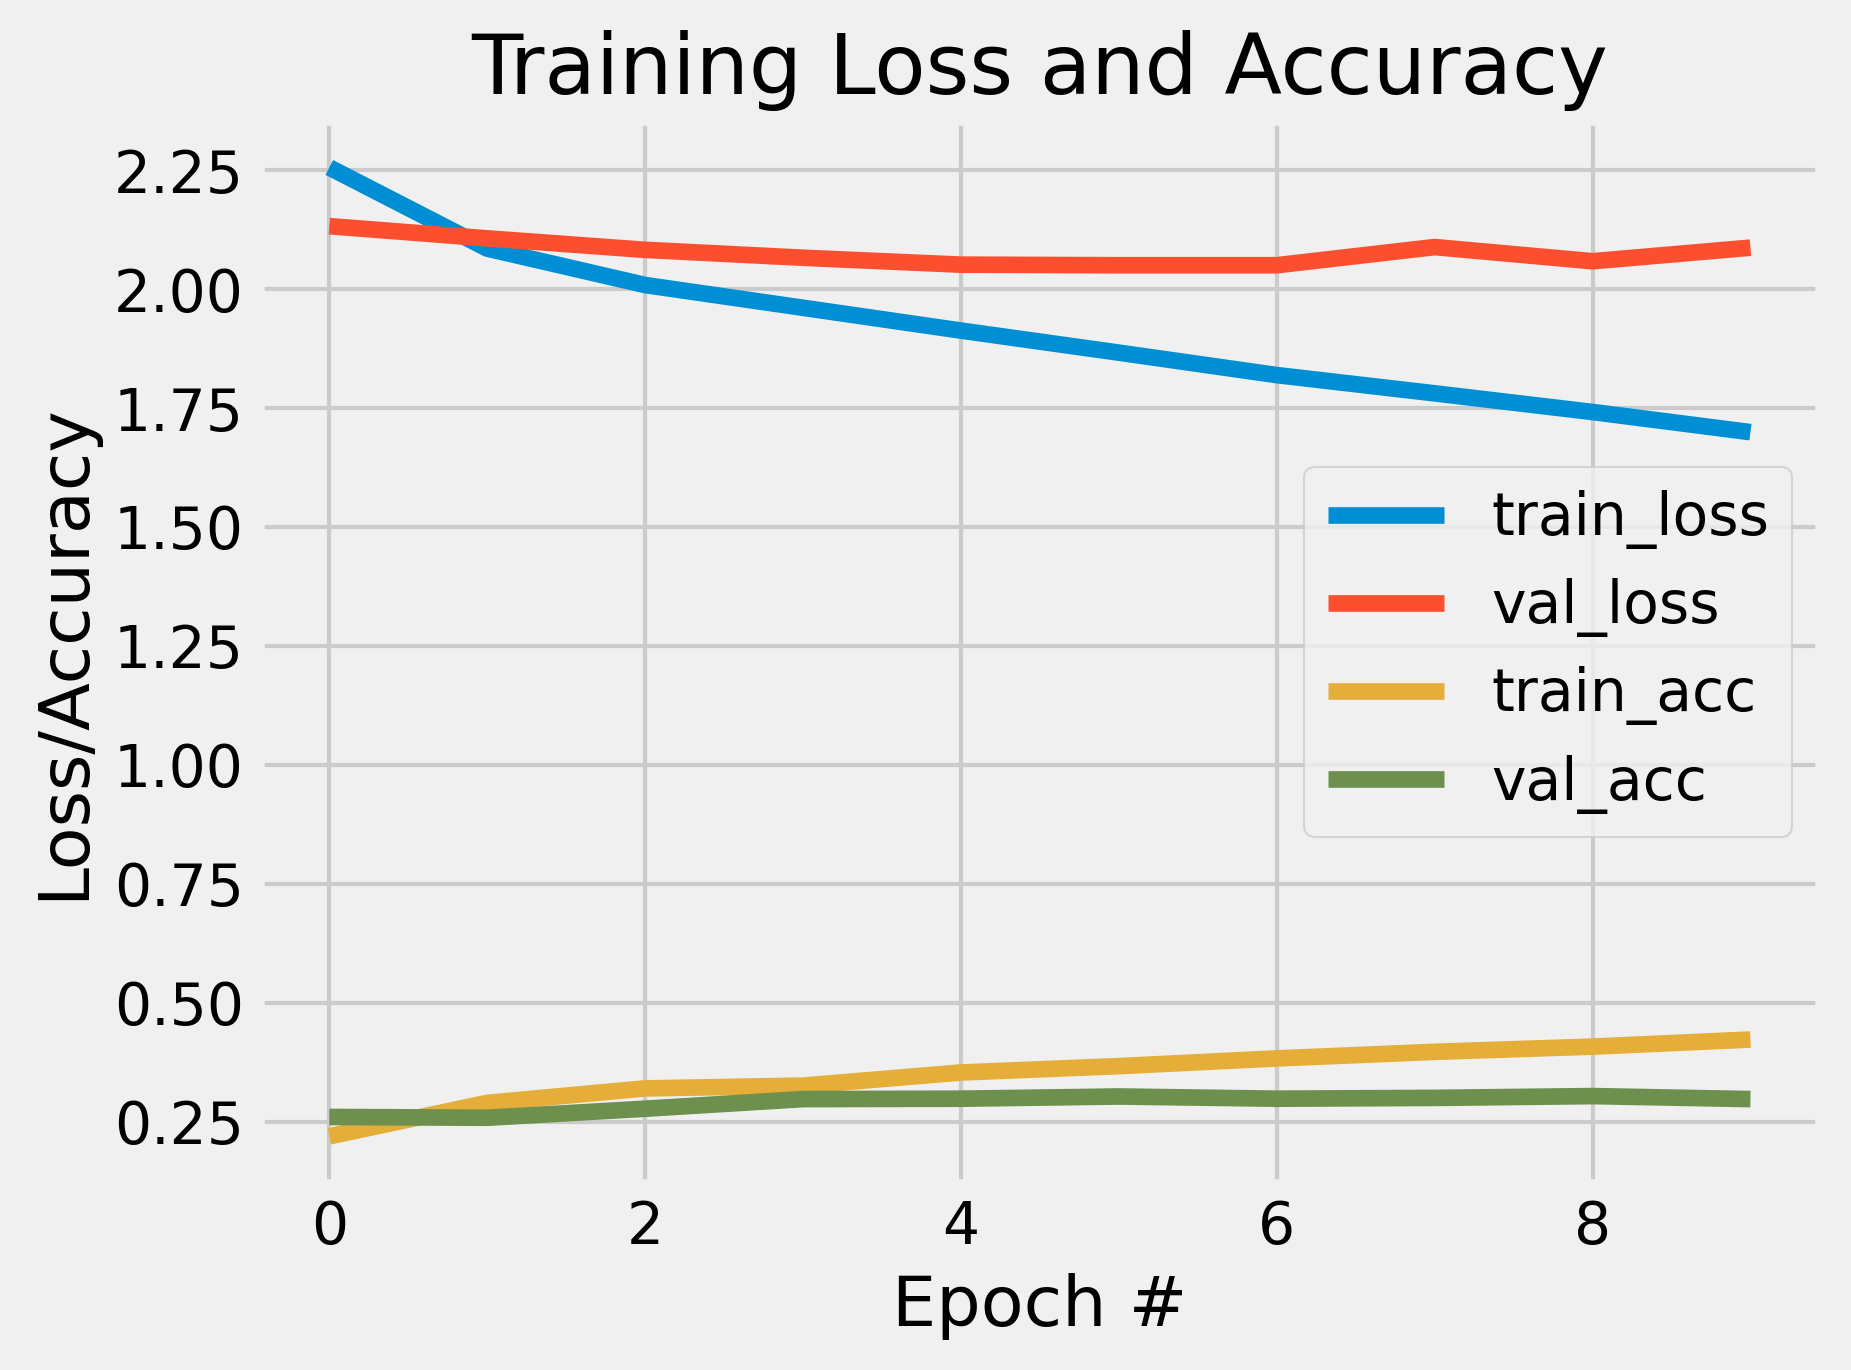 Training Loss and Accuracy
Loss/Accuracy
2.25
2.00
1.75
1.50
1.25
1.00
0.75
0.50
0.25
train_loss
val_loss
train_acc
val_acc
0 2 4 6 8
Epoch #